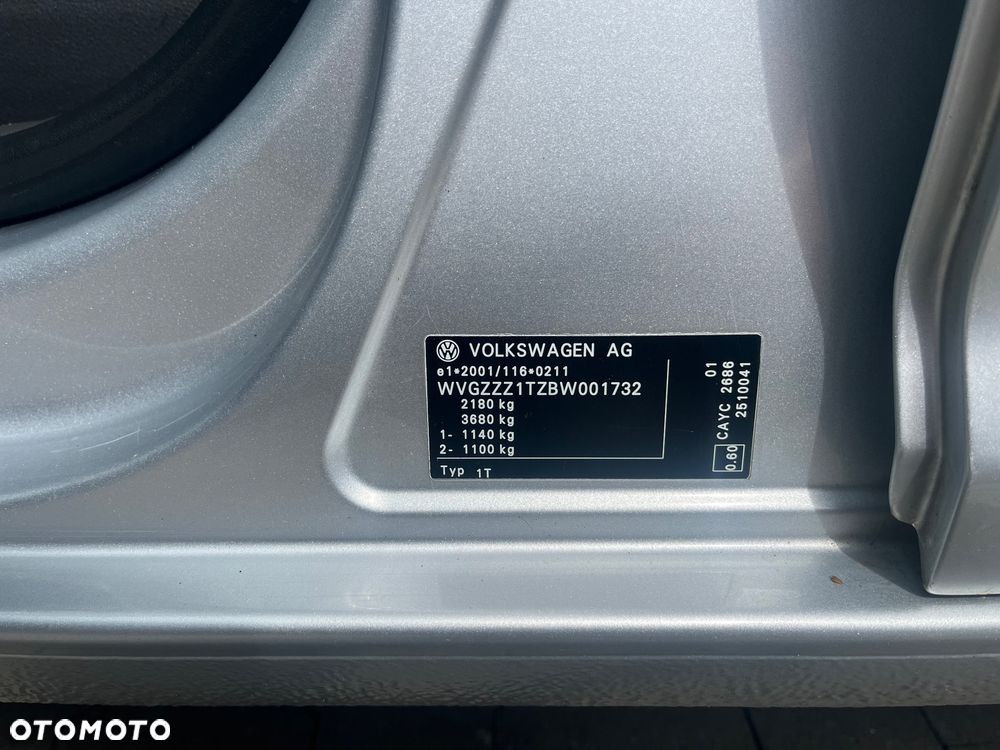 VOLKSWAGEN AG
e1*2001/116*0211
WVGZZZ1TZBW001732
2180 kg
3680 kg
1- 1140 kg
2- 1100 kg
Typ 1T
01
CAYC 2686
2510041
0.60
OTOMOTO